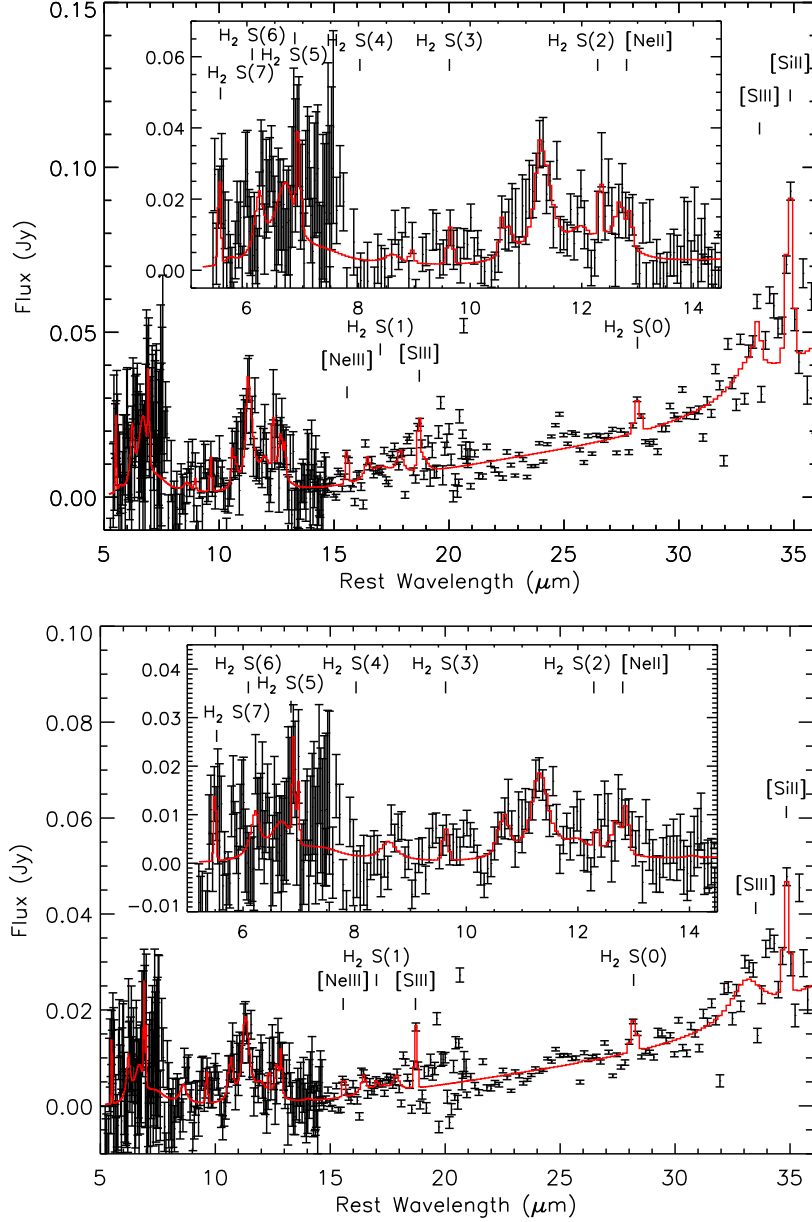 0.15
0.10
0.05
0.00
Flux (Jy)
0.06
0.04
0.02
0.00
H₂ S(6)
H₂ S(4)
H₂ S(3)
H₂ S(2)
[NeII]
H₂ S(5)
H₂ S(7)
6
8
10
12
14
[SiII]
[SIII]
H₂ S(1)
H₂ S(0)
[NeIII]
[SIII]
5
10
15
20
25
30
35
Rest Wavelength (μm)
0.10
0.08
0.06
0.04
0.02
0.00
Flux (Jy)
0.04
0.03
0.02
0.01
0.00
−0.01
H₂ S(6)
H₂ S(4)
H₂ S(3)
H₂ S(2)
[NeII]
H₂ S(5)
H₂ S(7)
6
8
10
12
14
[SiII]
[SIII]
H₂ S(1)
H₂ S(0)
[NeIII]
[SIII]
5
10
15
20
25
30
35
Rest Wavelength (μm)